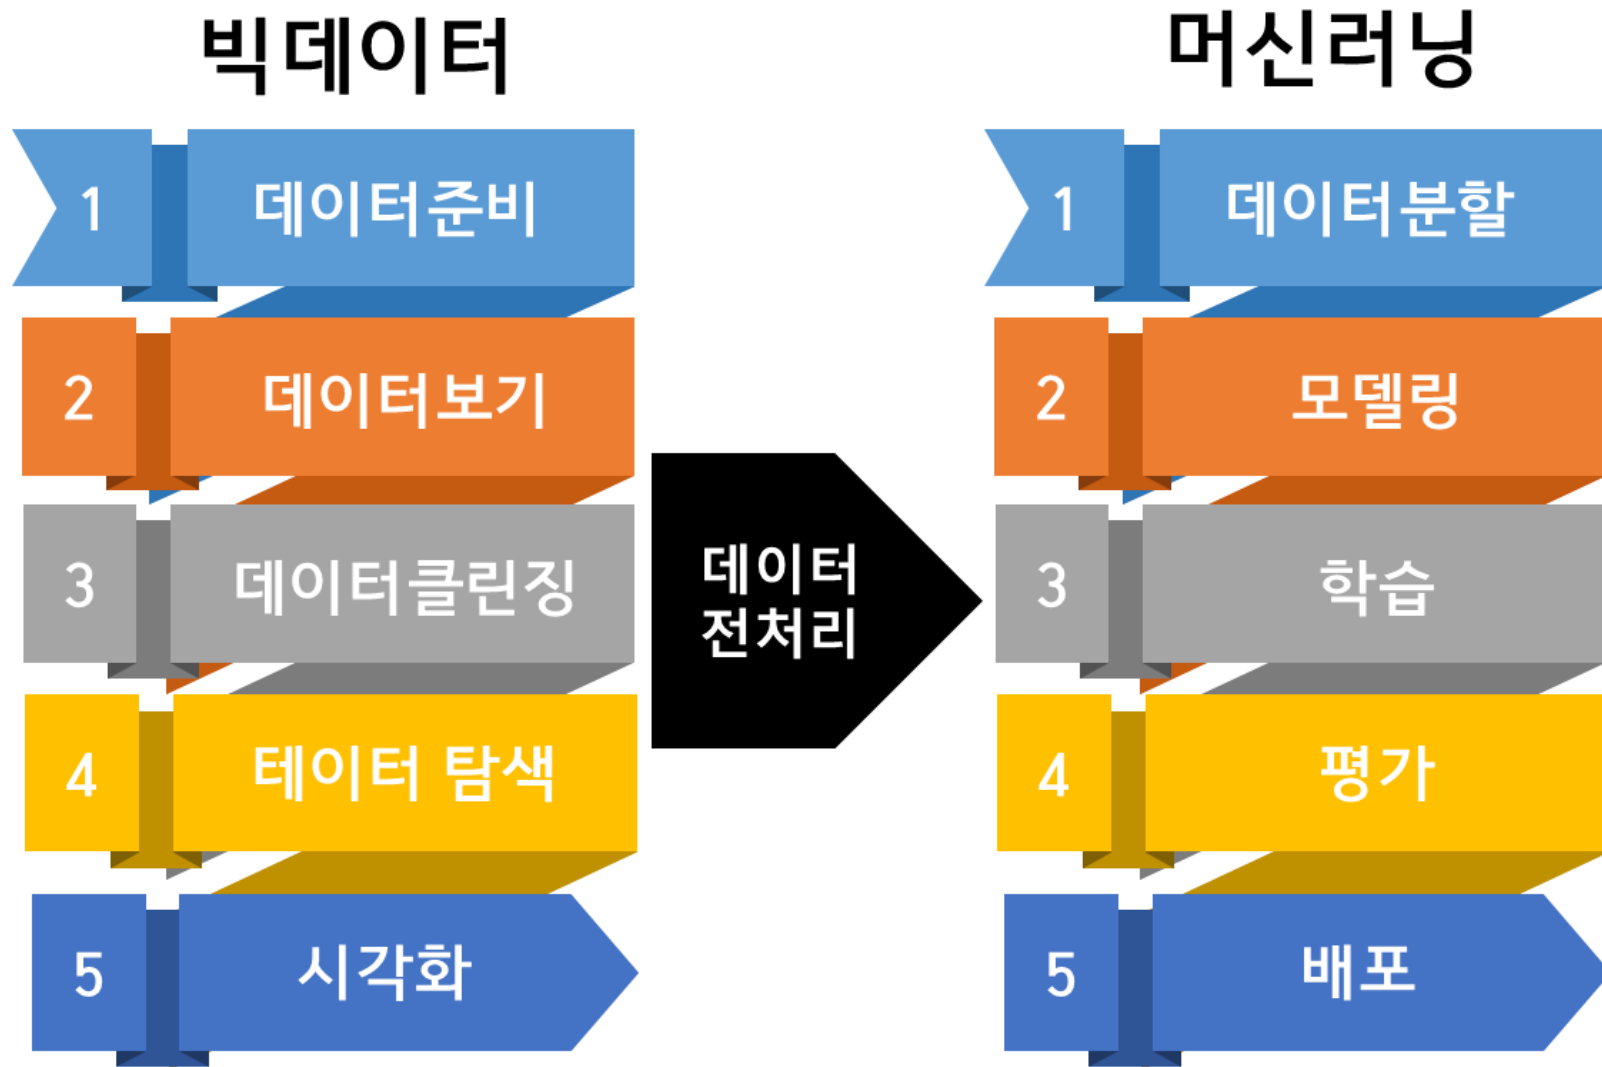 빅데이터
1 데이터준비
2 데이터보기
3 데이터클린징
4 테이터 탐색
5 시각화
데이터
전처리
머신러닝
1 데이터분할
2 모델링
3 학습
4 평가
5 배포